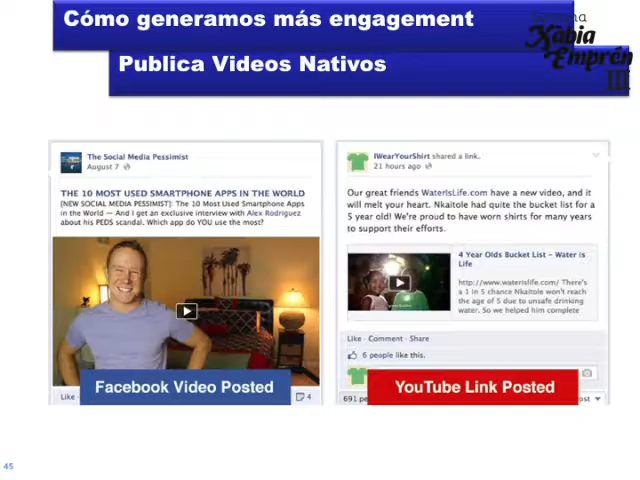 Cómo generamos más engagement
Publica Videos Nativos
Xàbia
Emprén
III
The Social Media Pessimist
August 7
THE 10 MOST USED SMARTPHONE APPS IN THE WORLD
[NEW SOCIAL MEDIA PESSIMIST]: The 10 Most Used Smartphone Apps
in the World — And I get an exclusive interview with Alex Rodriguez
about his PEDS scandal. Which app do YOU use the most?
Like ·
4
Facebook Video Posted
IWearYourShirt shared a link.
21 hours ago
Our great friends WaterIsLife.com have a new video, and it
will melt your heart. Nkaitole had quite the bucket list for a
5 year old! We're proud to have worn shirts for many years
to support their efforts.
4 Year Olds Bucket List - Water is
Life
http://www.waterislife.com/ There's
a 1 in 5 chance Nkaitole won't reach
the age of 5 due to unsafe drinking
water. So we helped him complete
Like · Comment · Share
6 people like this.
691 pe
ost
YouTube Link Posted
45